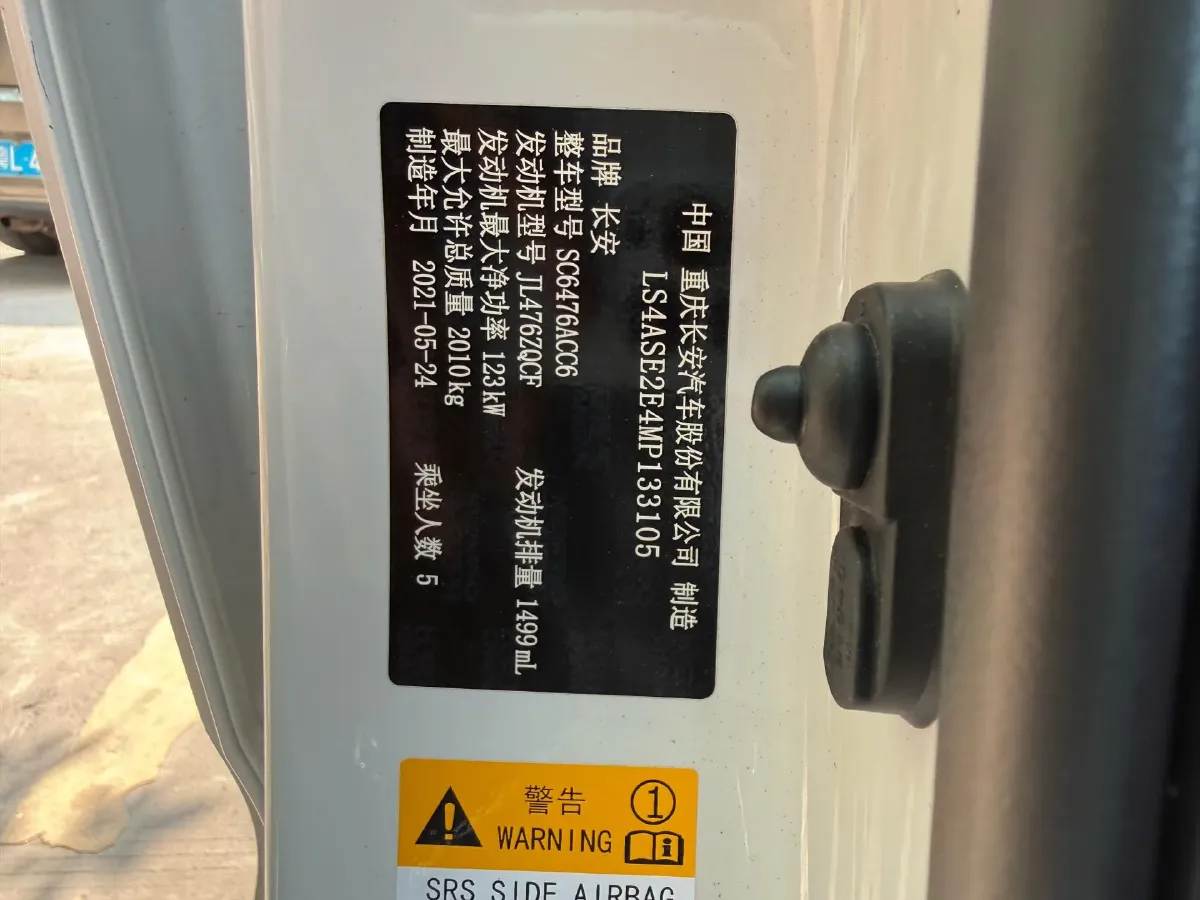 中国 重庆长安汽车股份有限公司 制造
LS4ASE2E4MP133105
品牌 长安
整车型号 SC6476ACC6
发动机型号 JL476ZQCF 发动机排量 1499mL
发动机最大净功率 123kW
最大允许总质量 2010kg
制造年月 2021-05-24 乘坐人数 5
警告 1
WARNING i
SRS SIDE AIRBAG